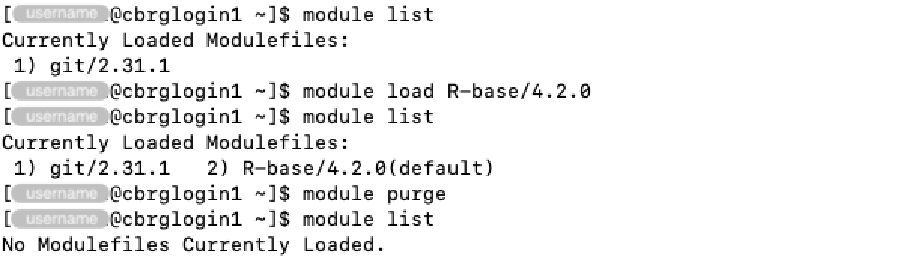 [username@cbrglogin1 ~]$ module list
Currently Loaded Modulefiles:
 1) git/2.31.1
[username@cbrglogin1 ~]$ module load R-base/4.2.0
[username@cbrglogin1 ~]$ module list
Currently Loaded Modulefiles:
 1) git/2.31.1   2) R-base/4.2.0(default)
[username@cbrglogin1 ~]$ module purge
[username@cbrglogin1 ~]$ module list
No Modulefiles Currently Loaded.